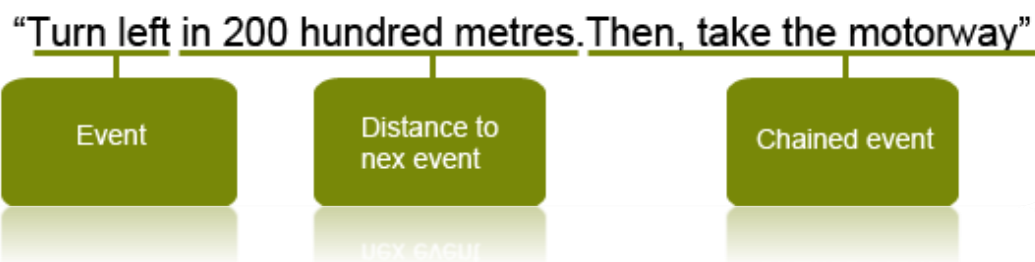 “Turn left in 200 hundred metres.Then, take the motorway”
Event
Distance to
nex event
Chained event